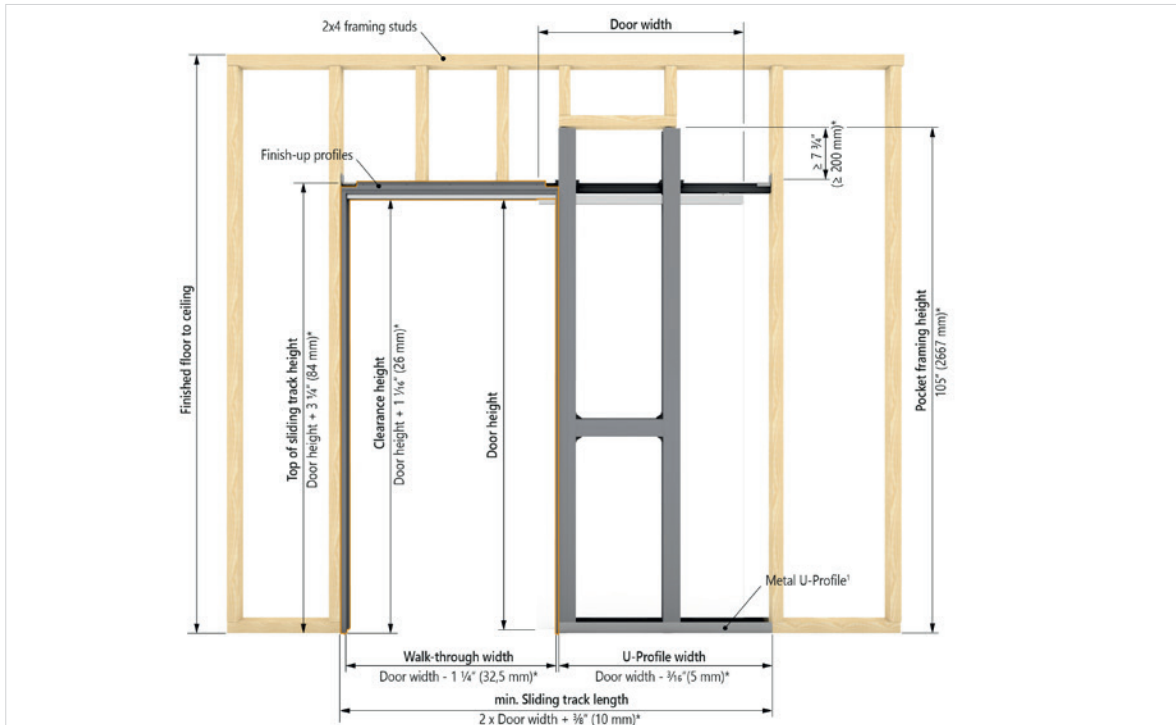 Door width
2x4 framing studs
Finish-up profiles
≥ 7 ¾"
(≥ 200 mm)*
Finished floor to ceiling
Top of sliding track height
Door height + 3 ¼" (84 mm)*
Clearance height
Door height + 1 ¹⁄₁₆" (26 mm)*
Door height
Pocket framing height
105" (2667 mm)*
Metal U-Profile¹
Walk-through width
Door width - 1 ¼" (32,5 mm)*
U-Profile width
Door width - ³⁄₁₆"(5 mm)*
min. Sliding track length
2 x Door width + ⅜" (10 mm)*